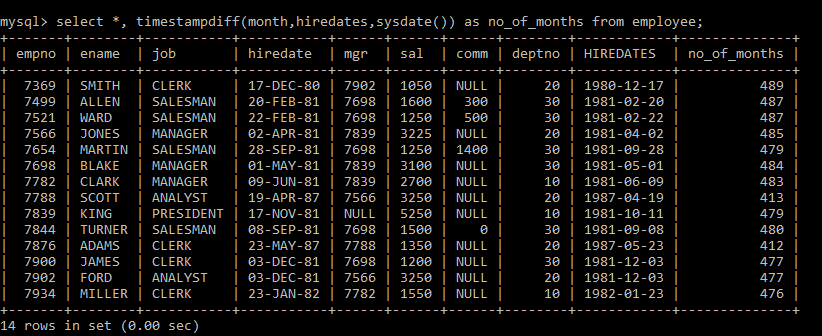 mysql> select *, timestampdiff(month,hiredates,sysdate()) as no_of_months from employee;
+-------+--------+-----------+-----------+------+------+------+--------+------------+--------------+
| empno | ename  | job       | hiredate  | mgr  | sal  | comm | deptno | HIREDATES  | no_of_months |
+-------+--------+-----------+-----------+------+------+------+--------+------------+--------------+
|  7369 | SMITH  | CLERK     | 17-DEC-80 | 7902 | 1050 | NULL |     20 | 1980-12-17 |          489 |
|  7499 | ALLEN  | SALESMAN  | 20-FEB-81 | 7698 | 1600 |  300 |     30 | 1981-02-20 |          487 |
|  7521 | WARD   | SALESMAN  | 22-FEB-81 | 7698 | 1250 |  500 |     30 | 1981-02-22 |          487 |
|  7566 | JONES  | MANAGER   | 02-APR-81 | 7839 | 3225 | NULL |     20 | 1981-04-02 |          485 |
|  7654 | MARTIN | SALESMAN  | 28-SEP-81 | 7698 | 1250 | 1400 |     30 | 1981-09-28 |          479 |
|  7698 | BLAKE  | MANAGER   | 01-MAY-81 | 7839 | 3100 | NULL |     30 | 1981-05-01 |          484 |
|  7782 | CLARK  | MANAGER   | 09-JUN-81 | 7839 | 2700 | NULL |     10 | 1981-06-09 |          483 |
|  7788 | SCOTT  | ANALYST   | 19-APR-87 | 7566 | 3250 | NULL |     20 | 1987-04-19 |          413 |
|  7839 | KING   | PRESIDENT | 17-NOV-81 | NULL | 5250 | NULL |     10 | 1981-10-11 |          479 |
|  7844 | TURNER | SALESMAN  | 08-SEP-81 | 7698 | 1500 |    0 |     30 | 1981-09-08 |          480 |
|  7876 | ADAMS  | CLERK     | 23-MAY-87 | 7788 | 1350 | NULL |     20 | 1987-05-23 |          412 |
|  7900 | JAMES  | CLERK     | 03-DEC-81 | 7698 | 1200 | NULL |     30 | 1981-12-03 |          477 |
|  7902 | FORD   | ANALYST   | 03-DEC-81 | 7566 | 3250 | NULL |     20 | 1981-12-03 |          477 |
|  7934 | MILLER | CLERK     | 23-JAN-82 | 7782 | 1550 | NULL |     10 | 1982-01-23 |          476 |
+-------+--------+-----------+-----------+------+------+------+--------+------------+--------------+
14 rows in set (0.00 sec)